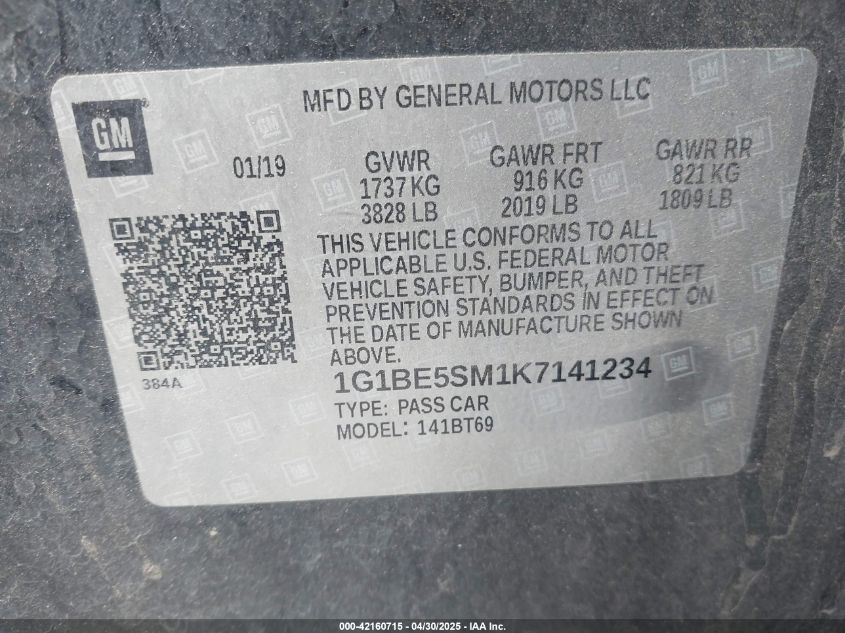 MFD BY GENERAL MOTORS LLC
GM
01/19
GVWR GAWR FRT GAWR RR
1737 KG 916 KG 821 KG
3828 LB 2019 LB 1809 LB
THIS VEHICLE CONFORMS TO ALL
APPLICABLE U.S. FEDERAL MOTOR
VEHICLE SAFETY, BUMPER, AND THEFT
PREVENTION STANDARDS IN EFFECT ON
THE DATE OF MANUFACTURE SHOWN
ABOVE.
384A
1G1BE5SM1K7141234
TYPE: PASS CAR
MODEL: 141BT69
000-42160715 - 04/30/2025 - IAA Inc.